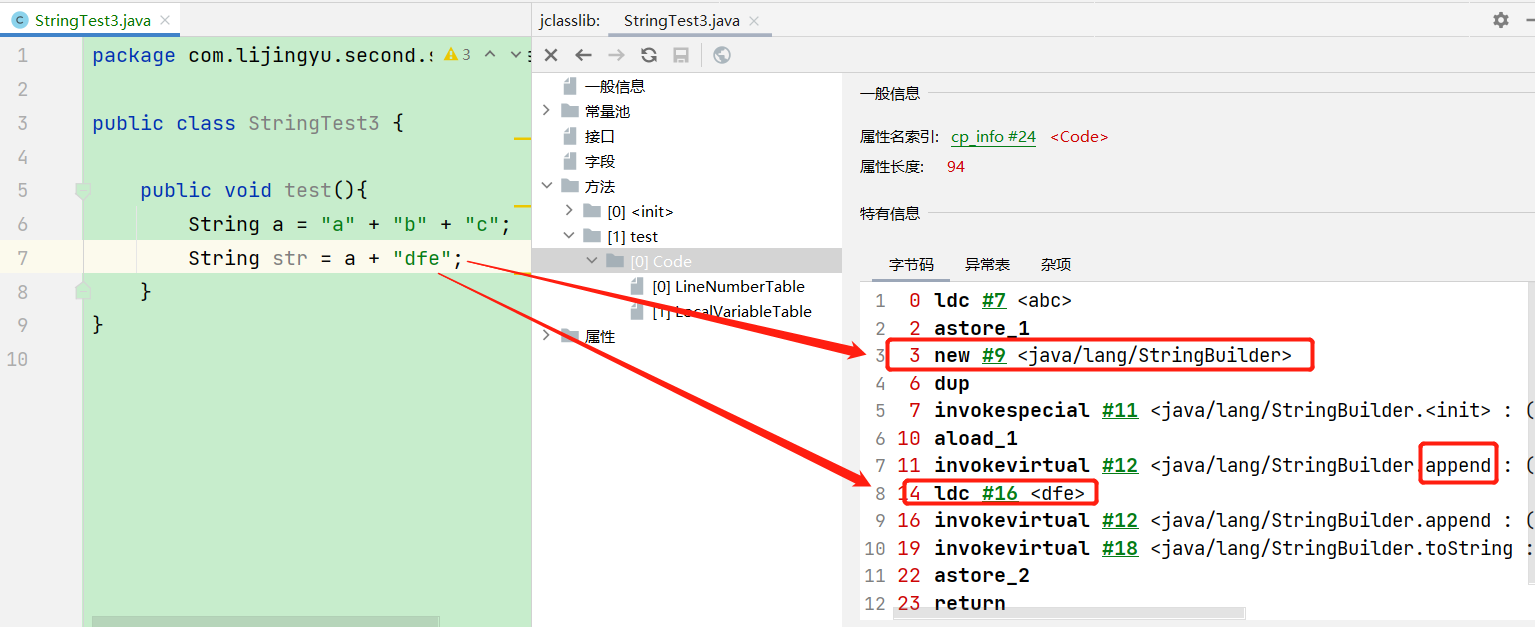 StringTest3.java
1 package com.lijingyu.second.s
3
2
3 public class StringTest3 {
4
5 public void test(){
6 String a = "a" + "b" + "c";
7 String str = a + "dfe";
8 }
9 }
10
jclasslib: StringTest3.java
一般信息
常量池
接口
字段
方法
[0] <init>
[1] test
[0] Code
[0] LineNumberTable
[1] LocalVariableTable
属性
一般信息
属性名索引: cp_info #24 <Code>
属性长度: 94
特有信息
字节码 异常表 杂项
1 0 ldc #7 <abc>
2 2 astore_1
3 3 new #9 <java/lang/StringBuilder>
4 6 dup
5 7 invokespecial #11 <java/lang/StringBuilder.<init> : (
6 10 aload_1
7 11 invokevirtual #12 <java/lang/StringBuilder.append : (
8 14 ldc #16 <dfe>
9 16 invokevirtual #12 <java/lang/StringBuilder.append : (
10 19 invokevirtual #18 <java/lang/StringBuilder.toString :
11 22 astore_2
12 23 return